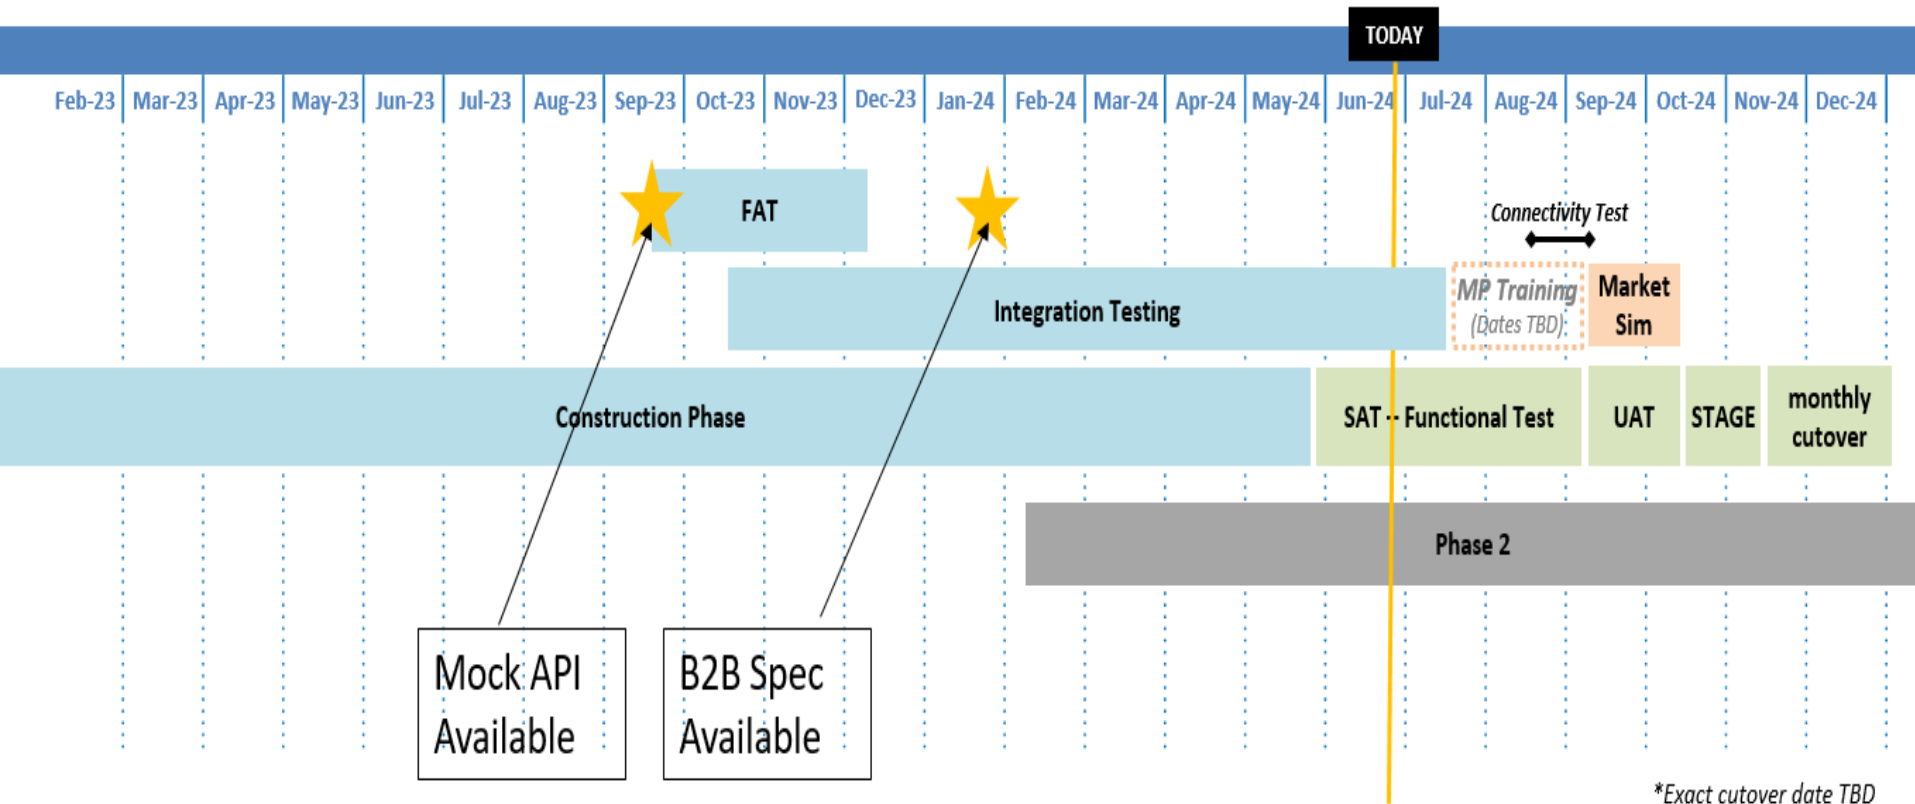 TODAY
Feb-23 Mar-23 Apr-23 May-23 Jun-23 Jul-23 Aug-23 Sep-23 Oct-23 Nov-23 Dec-23 Jan-24 Feb-24 Mar-24 Apr-24 May-24 Jun-24 Jul-24 Aug-24 Sep-24 Oct-24 Nov-24 Dec-24
FAT
Connectivity Test
Integration Testing
MP Training
(Dates TBD)
Market
Sim
Construction Phase
SAT – Functional Test
UAT
STAGE
monthly
cutover
Phase 2
Mock API
Available
B2B Spec
Available
*Exact cutover date TBD